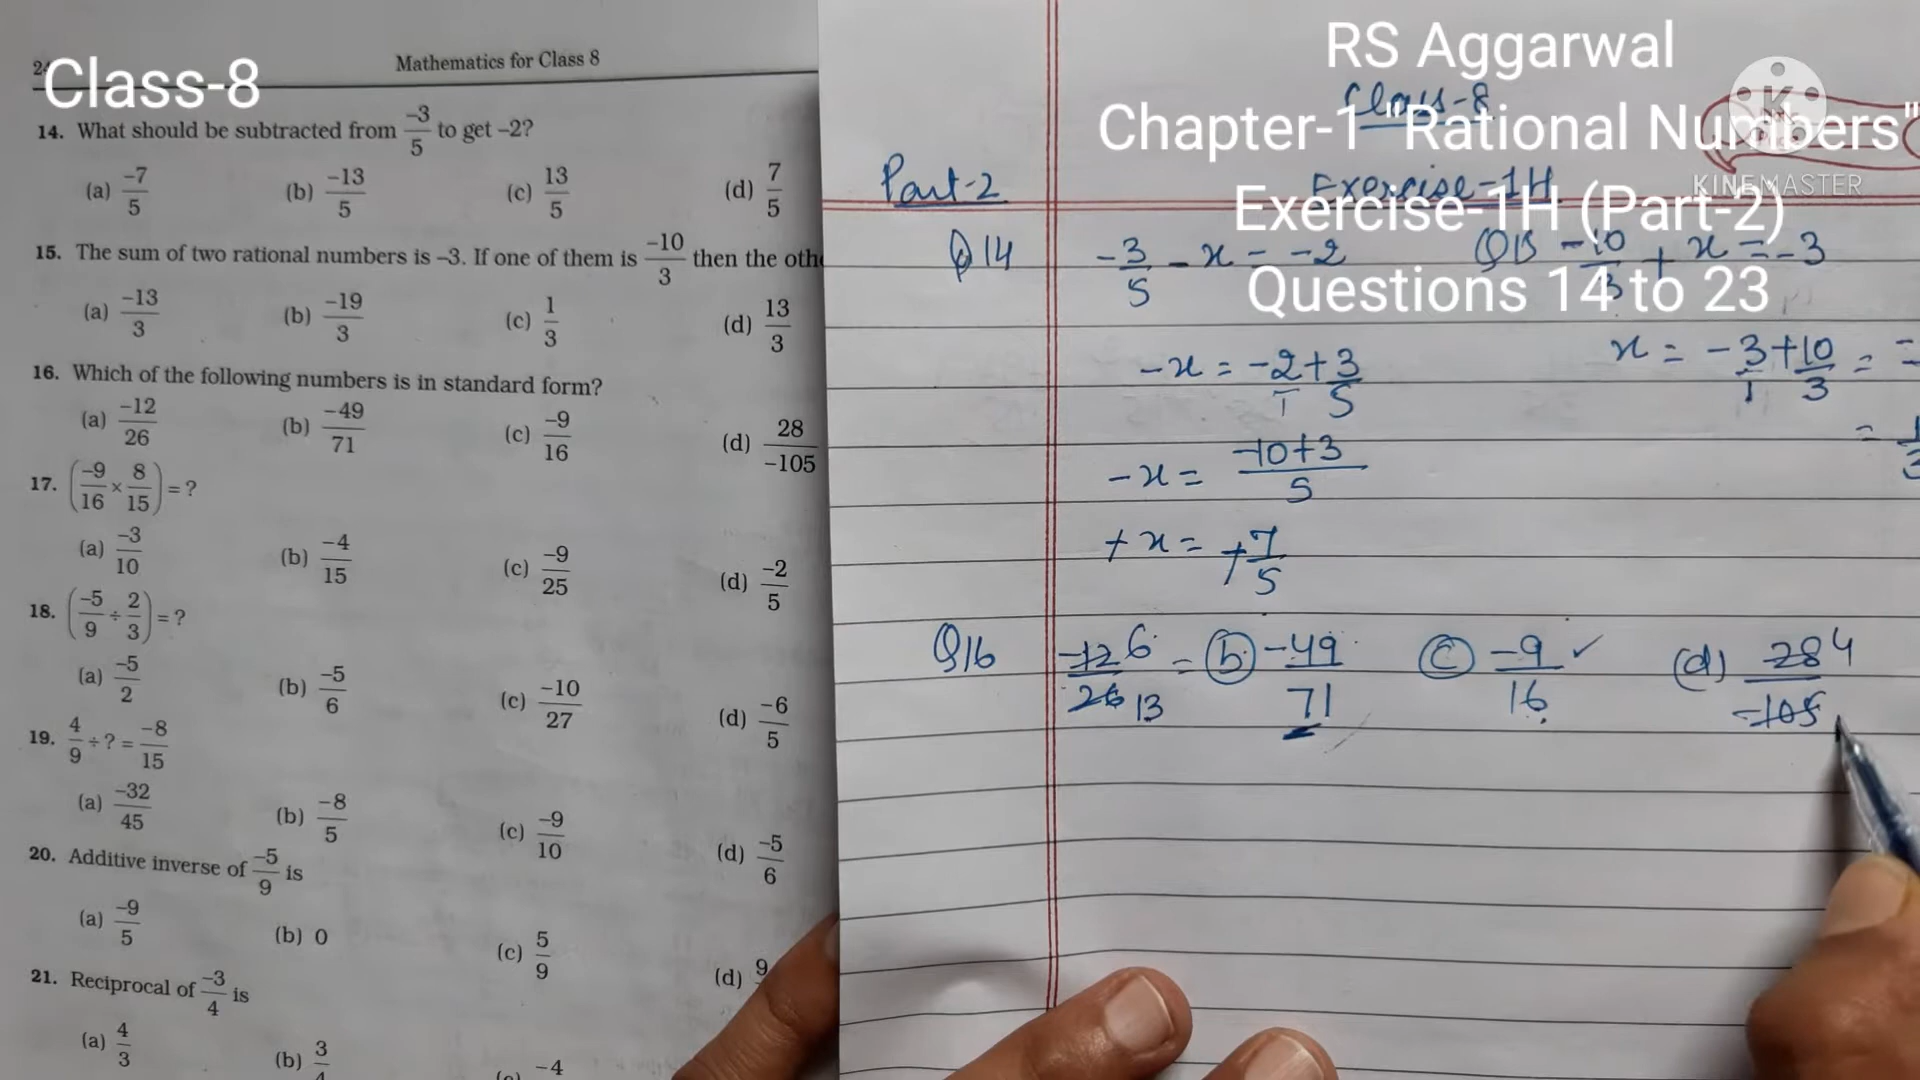 Class-8
Mathematics for Class 8
14. What should be subtracted from -3/5 to get -2?
(a) -7/5 (b) -13/5 (c) 13/5 (d) 7/5
15. The sum of two rational numbers is -3. If one of them is -10/3 then the
(a) -13/3 (b) -19/3 (c) 1/3 (d) 13/3
16. Which of the following numbers is in standard form?
(a) -12/26 (b) -49/71 (c) -9/16 (d) 28/-105
17. (-9/16 × 8/15) = ?
(a) -3/10 (b) -4/15 (c) -9/25 (d) -2/5
18. (-5/9 ÷ 2/3) = ?
(a) -5/2 (b) -5/6 (c) -10/27 (d) -6/5
19. 4/9 ÷ ? = -8/15
(a) -32/45 (b) -8/5 (c) -9/10 (d) -5/6
20. Additive inverse of -5/9 is
(a) -9/5 (b) 0 (c) 5/9 (d) 9
21. Reciprocal of -3/4 is
(a) 4/3 (b) 3 -4
RS Aggarwal
Chapter-1 "Rational Numbers"
Exercise-1H (Part-2)
Questions 14 to 23
KINEMASTER
Class-8
Part-2 Exercise-1H
Q14 -3/5 - x = -2 Q15 -10/3 + x = -3
-x = -2/1 + 3/5 x = -3/1 + 10/3 =
-x = -10+3/5 =
+x = +7/5
Q16 -12 6/26 13 = (b) -49/71 (c) -9/16 ✓ (d) 28 4/-105